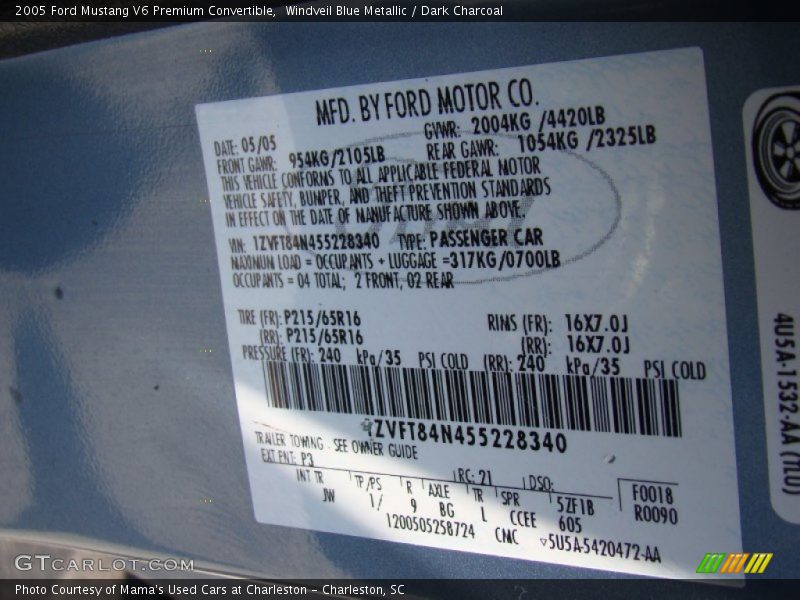 2005 Ford Mustang V6 Premium Convertible,  Windveil Blue Metallic / Dark Charcoal
MFD. BY FORD MOTOR CO.
DATE: 05/05 GVWR: 2004KG /4420LB
FRONT GAWR: 954KG/2105LB REAR GAWR: 1054KG /2325LB
THIS VEHICLE CONFORMS TO ALL APPLICABLE FEDERAL MOTOR
VEHICLE SAFETY, BUMPER, AND THEFT PREVENTION STANDARDS
IN EFFECT ON THE DATE OF MANUFACTURE SHOWN ABOVE.
VIN: 1ZVFT84N455228340 TYPE: PASSENGER CAR
MAXIMUM LOAD = OCCUPANTS + LUGGAGE =317KG/0700LB
OCCUPANTS = 04 TOTAL; 2 FRONT, 02 REAR
TIRE (FR): P215/65R16 RIMS (FR): 16X7.0J
(RR): P215/65R16 (RR): 16X7.0J
PRESSURE (FR): 240 kPa/35 PSI COLD (RR): 240 kPa/35 PSI COLD
1ZVFT84N455228340
TRAILER TOWING - SEE OWNER GUIDE
EXT PNT: P3 RC: 21 DSO: F0018
INT TR TP/PS R AXLE TR SPR 5ZF1B R0090
JW 1/ 9 BG L CCEE 605
1200505258724 CMC ▿5U5A-5420472-AA
4U5A-1532-AA (7L0)
GTCARLOT.COM
Photo Courtesy of Mama's Used Cars at Charleston – Charleston, SC